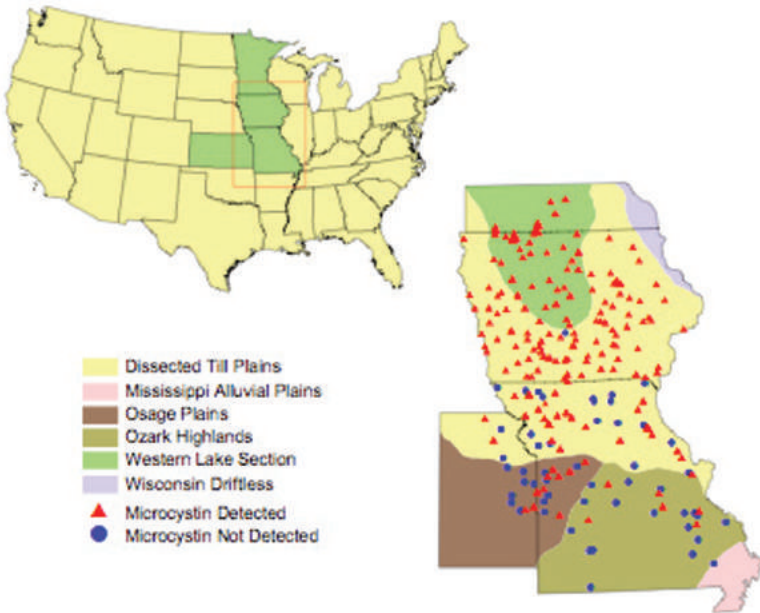 Dissected Till Plains
Mississippi Alluvial Plains
Osage Plains
Ozark Highlands
Western Lake Section
Wisconsin Driftless
Microcystin Detected
Microcystin Not Detected